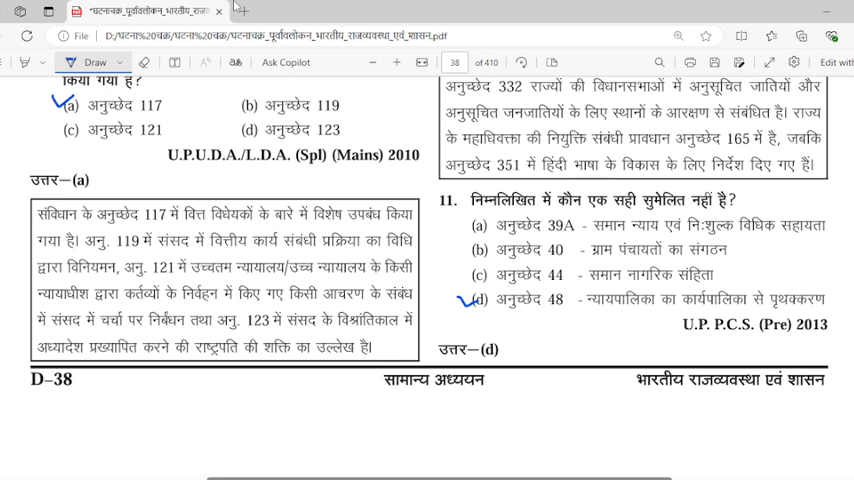 *घटनाचक्र_पूर्वावलोकन_भारतीय_राजव
File
D:/घटना%20चक्र/घटना%20चक्र/घटनाचक्र_पूर्वावलोकन_भारतीय_राजव्यवस्था_एवं_शासन.pdf
Draw
Ask Copilot
38 of 410
Edit with
किया गया है?
(a) अनुच्छेद 117 (b) अनुच्छेद 119
(c) अनुच्छेद 121 (d) अनुच्छेद 123
U.P.U.D.A./L.D.A. (Spl) (Mains) 2010
उत्तर–(a)
संविधान के अनुच्छेद 117 में वित्त विधेयकों के बारे में विशेष उपबंध किया
गया है। अनु. 119 में संसद में वित्तीय कार्य संबंधी प्रक्रिया का विधि
द्वारा विनियमन, अनु. 121 में उच्चतम न्यायालय/उच्च न्यायालय के किसी
न्यायाधीश द्वारा कर्तव्यों के निर्वहन में किए गए किसी आचरण के संबंध
में संसद में चर्चा पर निर्बंधन तथा अनु. 123 में संसद के विश्रांतिकाल में
अध्यादेश प्रख्यापित करने की राष्ट्रपति की शक्ति का उल्लेख है।
अनुच्छेद 332 राज्यों की विधानसभाओं में अनुसूचित जातियों और
अनुसूचित जनजातियों के लिए स्थानों के आरक्षण से संबंधित है। राज्य
के महाधिवक्ता की नियुक्ति संबंधी प्रावधान अनुच्छेद 165 में है, जबकि
अनुच्छेद 351 में हिंदी भाषा के विकास के लिए निर्देश दिए गए हैं।
11. निम्नलिखित में कौन एक सही सुमेलित नहीं है?
(a) अनुच्छेद 39A - समान न्याय एवं निःशुल्क विधिक सहायता
(b) अनुच्छेद 40 - ग्राम पंचायतों का संगठन
(c) अनुच्छेद 44 - समान नागरिक संहिता
(d) अनुच्छेद 48 - न्यायपालिका का कार्यपालिका से पृथक्करण
U.P. P.C.S. (Pre) 2013
उत्तर–(d)
D–38 सामान्य अध्ययन भारतीय राजव्यवस्था एवं शासन